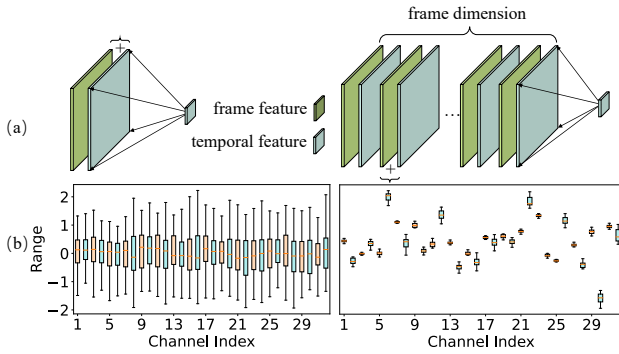 frame dimension
+
frame feature
(a)
temporal feature
...
+
(b)
Range
2
1
0
−1
−2
1 5 9 13 17 21 25 29
Channel Index
1 5 9 13 17 21 25 29
Channel Index